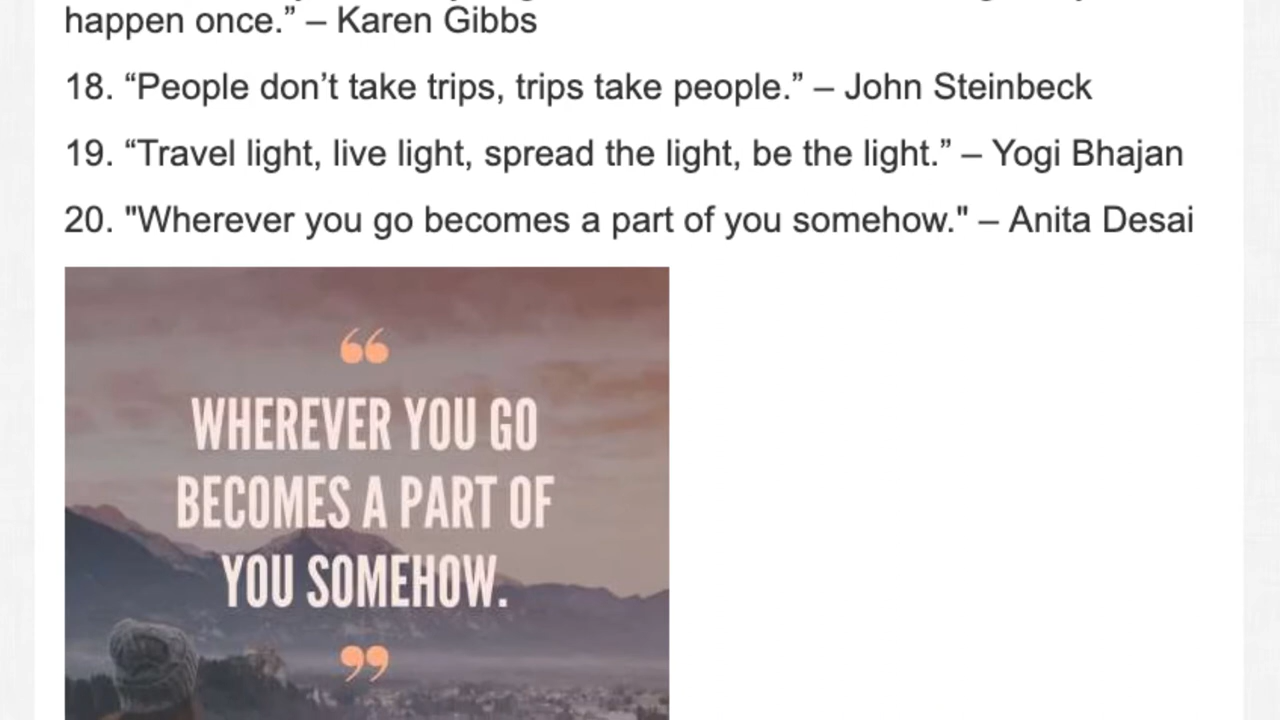 happen once.” – Karen Gibbs
18. “People don’t take trips, trips take people.” – John Steinbeck
19. “Travel light, live light, spread the light, be the light.” – Yogi Bhajan
20. "Wherever you go becomes a part of you somehow." – Anita Desai
“
WHEREVER YOU GO
BECOMES A PART OF
YOU SOMEHOW.
”